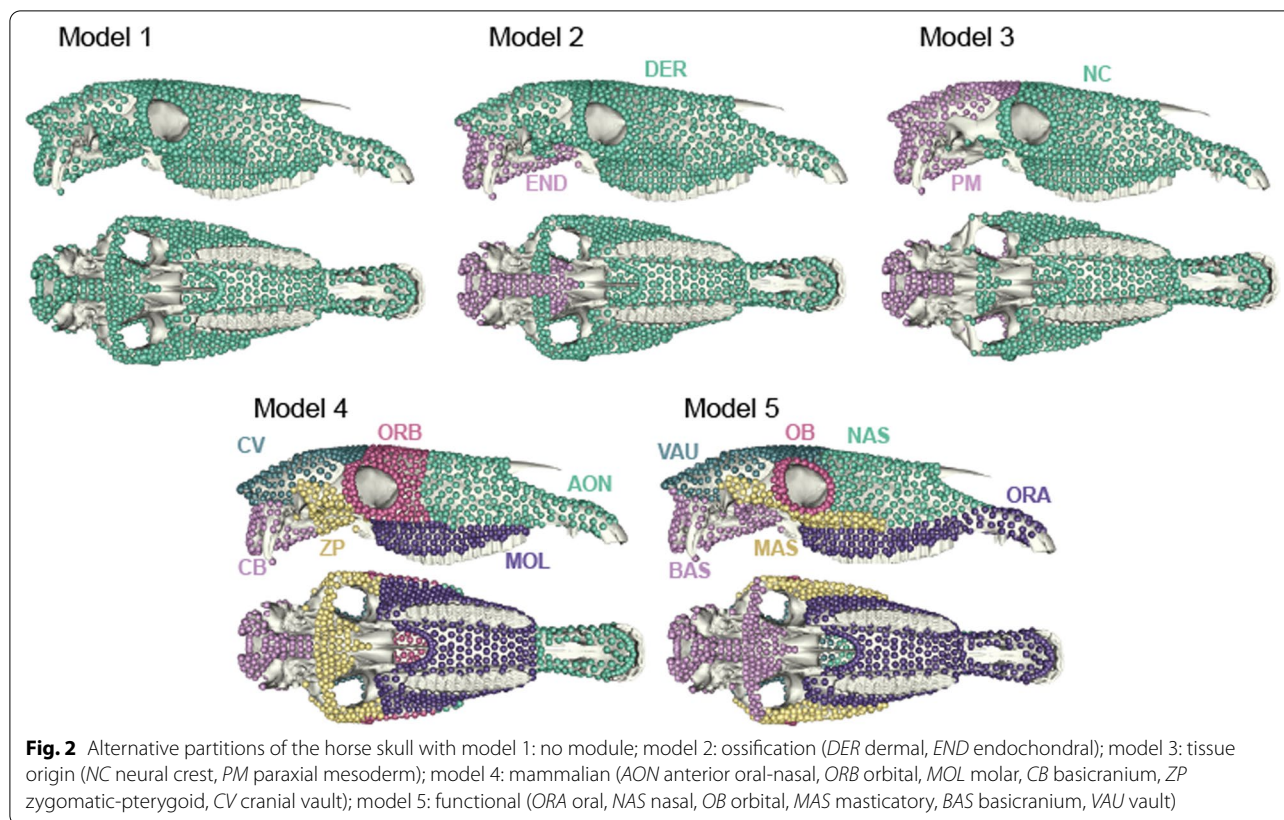 Model 1
Model 2
Model 3
DER
NC
END
PM
Model 4
Model 5
CV
ORB
AON
ZP
CB
MOL
VAU
OB
NAS
ORA
MAS
BAS
Fig. 2 Alternative partitions of the horse skull with model 1: no module; model 2: ossification (DER dermal, END endochondral); model 3: tissue
origin (NC neural crest, PM paraxial mesoderm); model 4: mammalian (AON anterior oral-nasal, ORB orbital, MOL molar, CB basicranium, ZP
zygomatic-pterygoid, CV cranial vault); model 5: functional (ORA oral, NAS nasal, OB orbital, MAS masticatory, BAS basicranium, VAU vault)